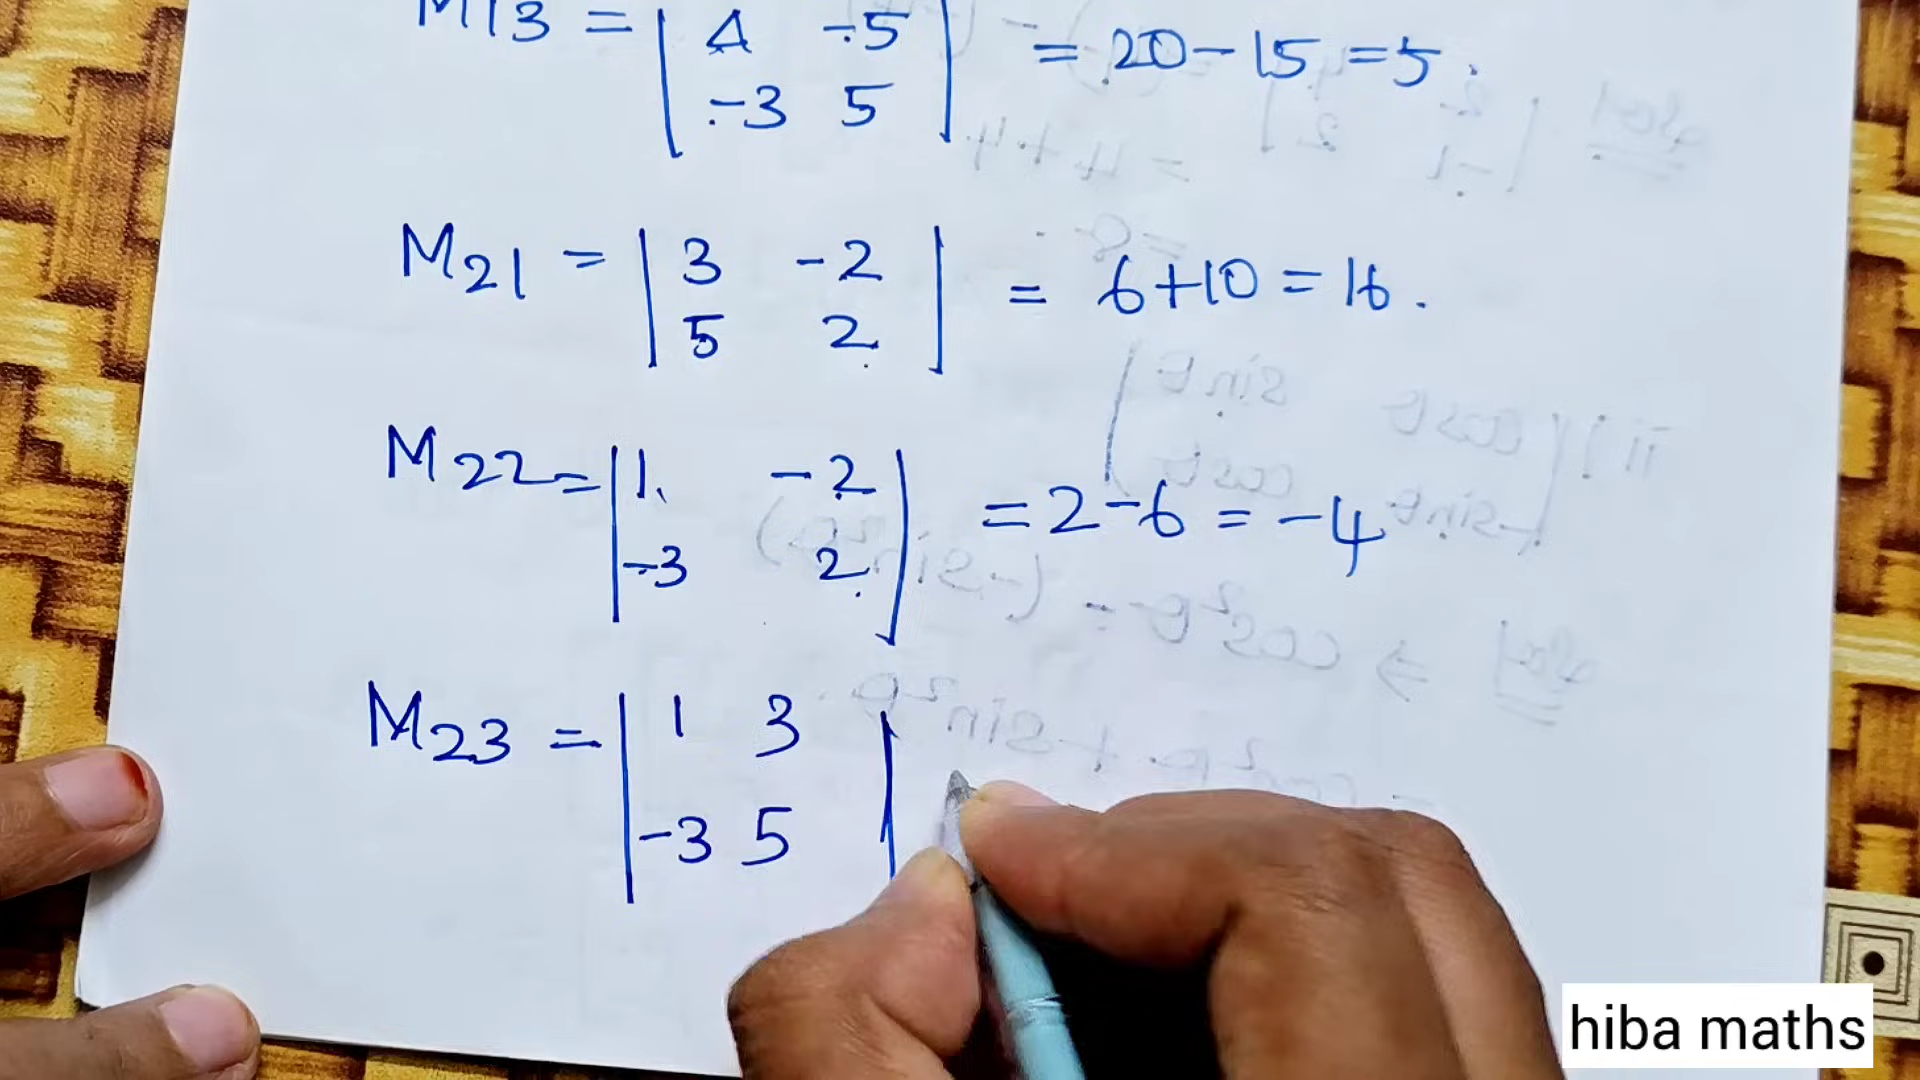 M13 = | 4 -5 | = 20 - 15 = 5.
-3 5
M21 = | 3 -2 | = 6+10 = 16.
5 2
M22 = | 1 -2 | = 2-6 = -4
-3 2
M23 = | 1 3 |
-3 5
hiba maths